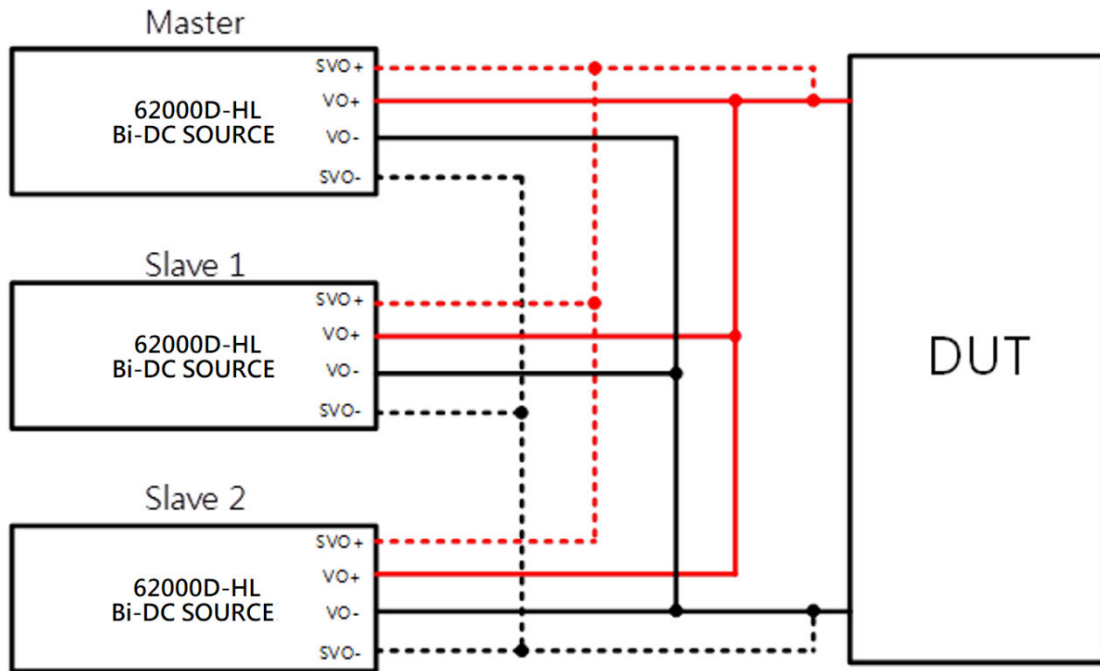 Master
SVO+
VO+
62000D-HL
Bi-DC SOURCE
VO-
SVO-
Slave 1
SVO+
VO+
62000D-HL
Bi-DC SOURCE
VO-
SVO-
DUT
Slave 2
SVO+
VO+
62000D-HL
Bi-DC SOURCE
VO-
SVO-